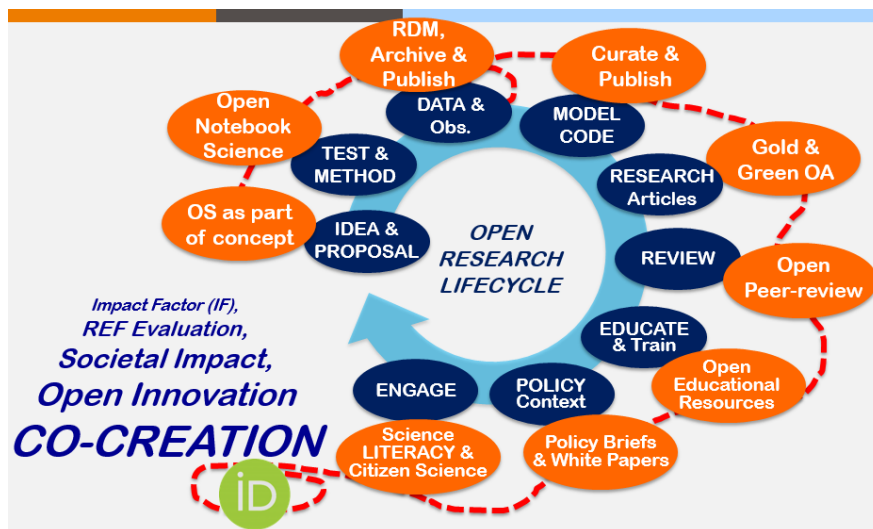 RDM,
Archive &
Publish
Curate &
Publish
Open
Notebook
Science
DATA &
Obs.
MODEL
CODE
TEST &
METHOD
Gold &
Green OA
RESEARCH
Articles
OS as part
of concept
IDEA &
PROPOSAL
OPEN
RESEARCH
LIFECYCLE
REVIEW
Open
Peer-review
Impact Factor (IF),
REF Evaluation,
Societal Impact,
Open Innovation
CO-CREATION
EDUCATE
& Train
Open
Educational
Resources
ENGAGE
POLICY
Context
Science
LITERACY &
Citizen Science
Policy Briefs
& White Papers
iD